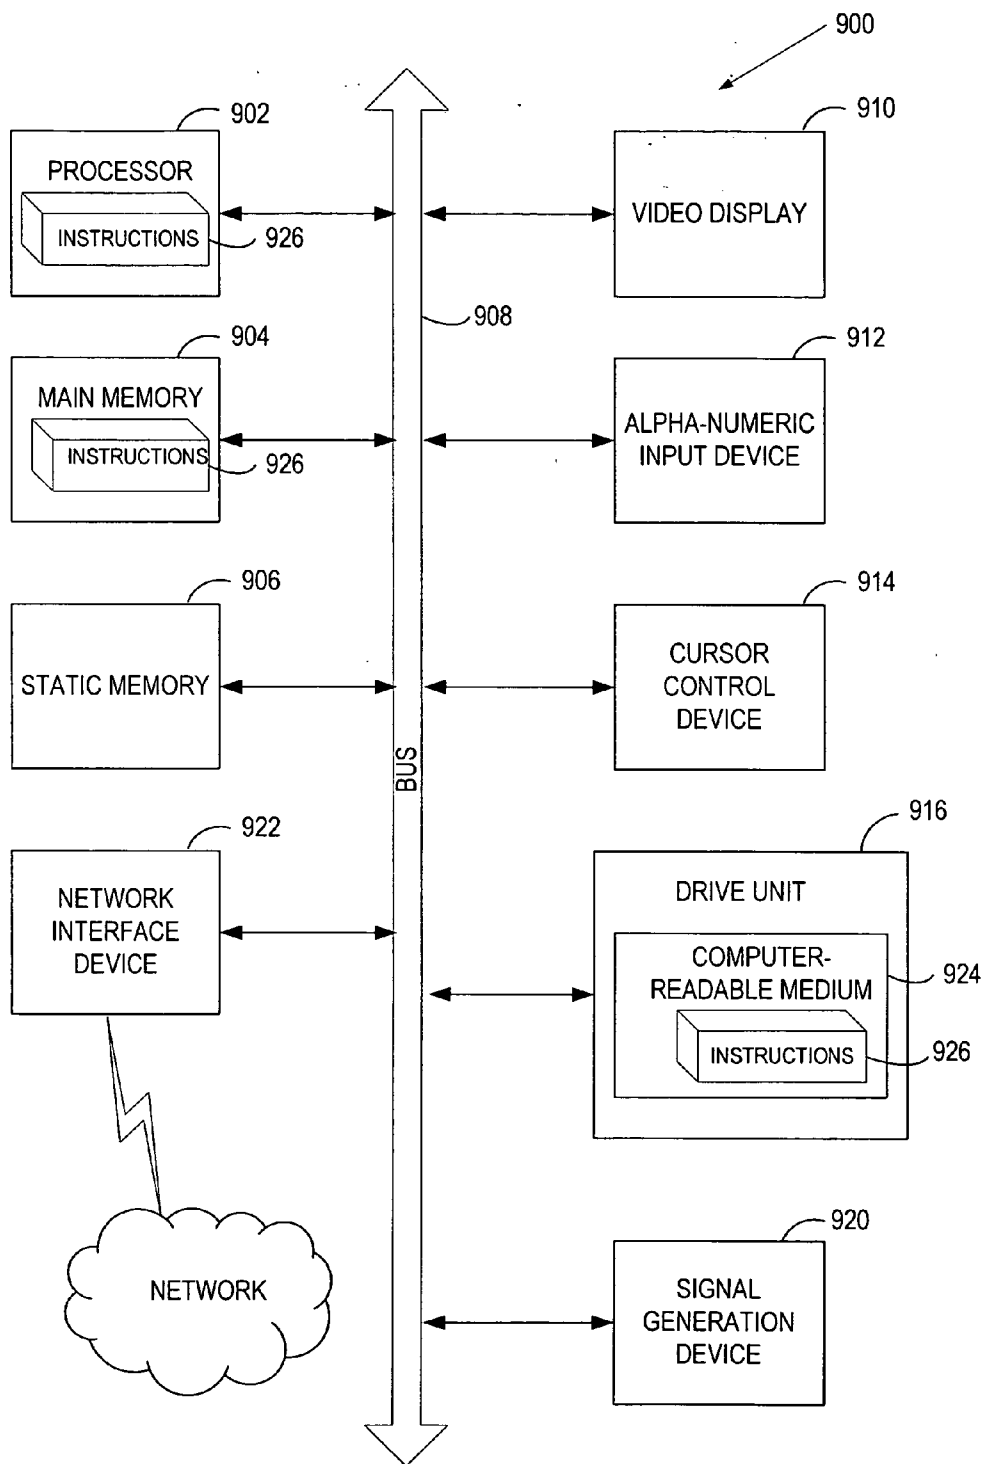 900
902
PROCESSOR
INSTRUCTIONS
926
904
MAIN MEMORY
INSTRUCTIONS
926
906
STATIC MEMORY
922
NETWORK
INTERFACE
DEVICE
NETWORK
BUS
908
910
VIDEO DISPLAY
912
ALPHA-NUMERIC
INPUT DEVICE
914
CURSOR
CONTROL
DEVICE
916
DRIVE UNIT
COMPUTER-
READABLE MEDIUM
924
INSTRUCTIONS
926
920
SIGNAL
GENERATION
DEVICE